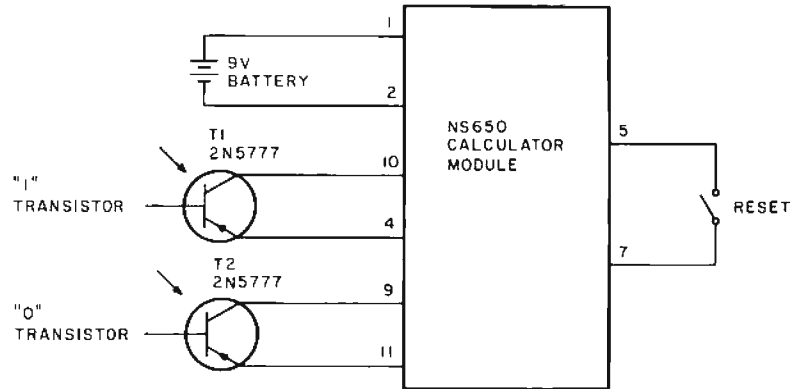 1
9V
BATTERY
2
NS650
CALCULATOR
MODULE
5
RESET
7
T1
2N5777
10
"1"
TRANSISTOR
4
T2
2N5777
9
"0"
TRANSISTOR
11